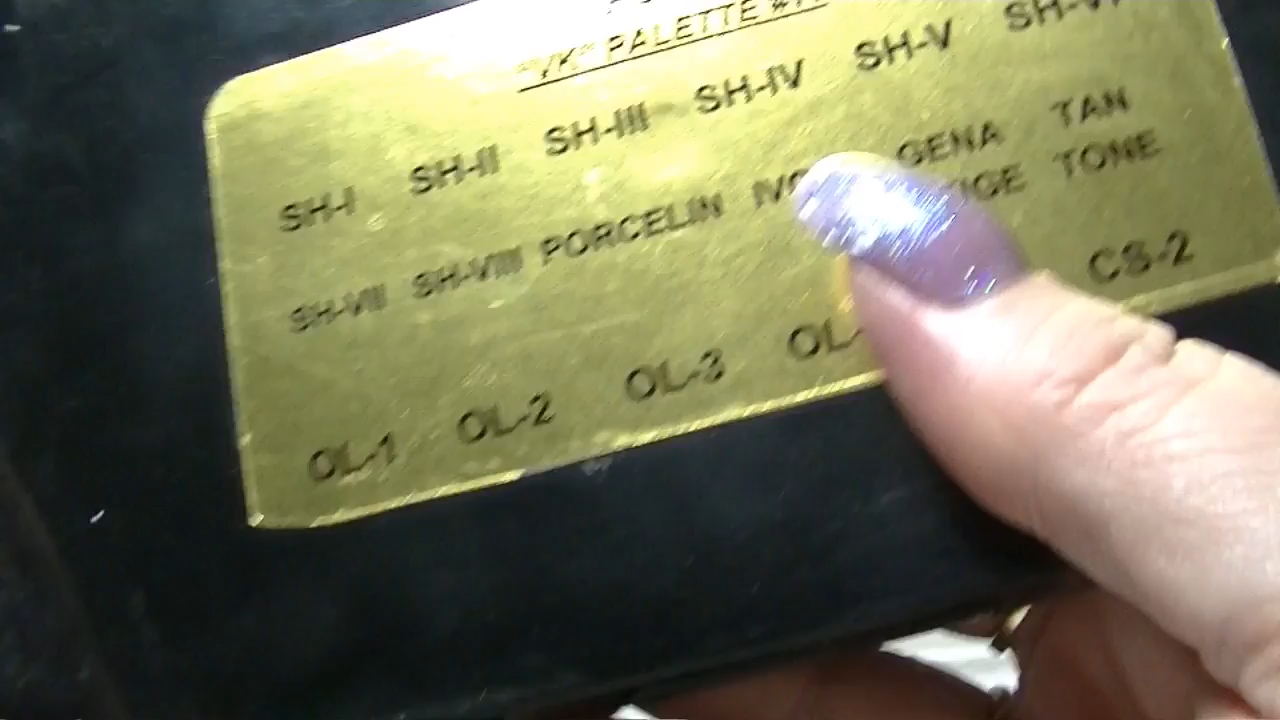 "VK" PALETTE
SH-I SH-II SH-III SH-IV SH-V
GENA TAN
SH-VII SH-VIII PORCELIN TONE
OL-1 OL-2 OL-3 CS-2